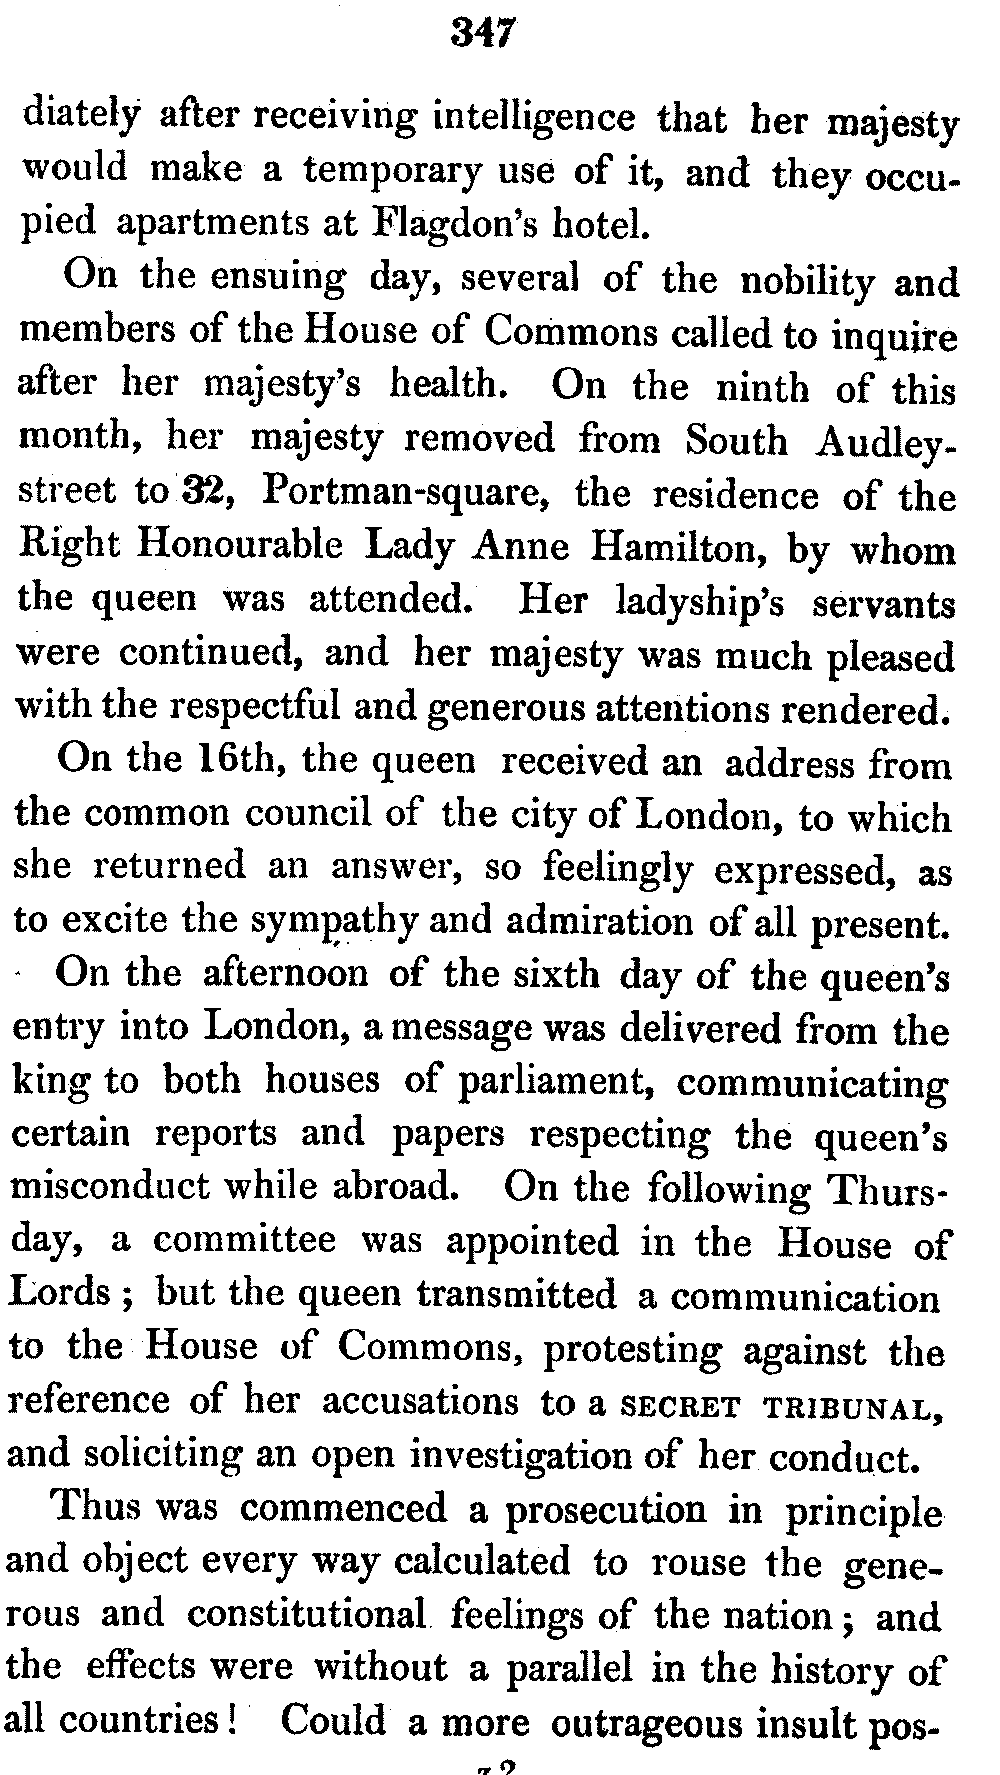 347
diately after receiving intelligence that her majesty
would make a temporary use of it, and they occu-
pied apartments at Flagdon's hotel.
On the ensuing day, several of the nobility and
members of the House of Commons called to inquire
after her majesty's health. On the ninth of this
month, her majesty removed from South Audley-
street to 32, Portman-square, the residence of the
Right Honourable Lady Anne Hamilton, by whom
the queen was attended. Her ladyship's servants
were continued, and her majesty was much pleased
with the respectful and generous attentions rendered.
On the 16th, the queen received an address from
the common council of the city of London, to which
she returned an answer, so feelingly expressed, as
to excite the sympathy and admiration of all present.
On the afternoon of the sixth day of the queen's
entry into London, a message was delivered from the
king to both houses of parliament, communicating
certain reports and papers respecting the queen's
misconduct while abroad. On the following Thurs-
day, a committee was appointed in the House of
Lords ; but the queen transmitted a communication
to the House of Commons, protesting against the
reference of her accusations to a SECRET TRIBUNAL,
and soliciting an open investigation of her conduct.
Thus was commenced a prosecution in principle
and object every way calculated to rouse the gene-
rous and constitutional feelings of the nation ; and
the effects were without a parallel in the history of
all countries ! Could a more outrageous insult pos-
z 2